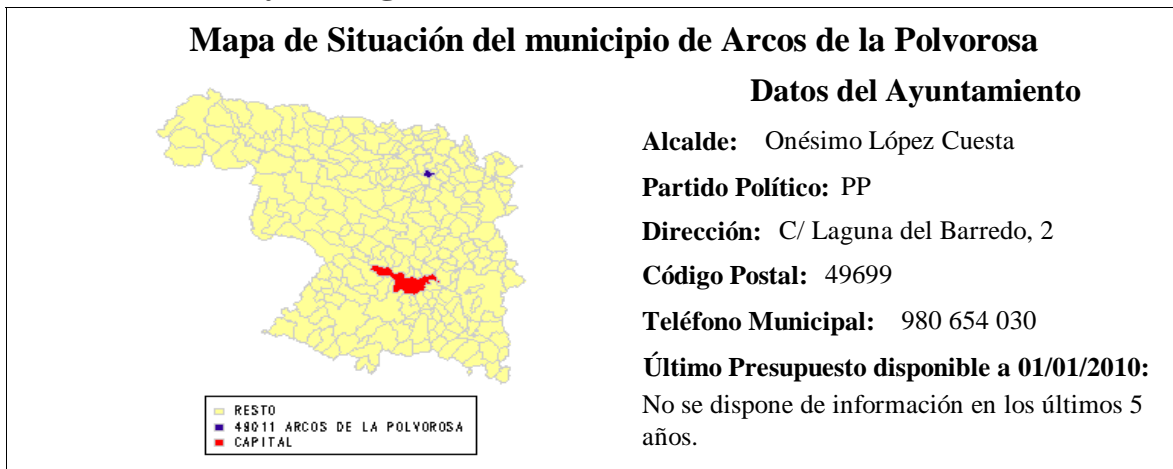 Mapa de Situación del municipio de Arcos de la Polvorosa
Datos del Ayuntamiento
Alcalde: Onésimo López Cuesta
Partido Político: PP
Dirección: C/ Laguna del Barredo, 2
Código Postal: 49699
Teléfono Municipal: 980 654 030
Último Presupuesto disponible a 01/01/2010:
No se dispone de información en los últimos 5
años.
RESTO
49011 ARCOS DE LA POLVOROSA
CAPITAL